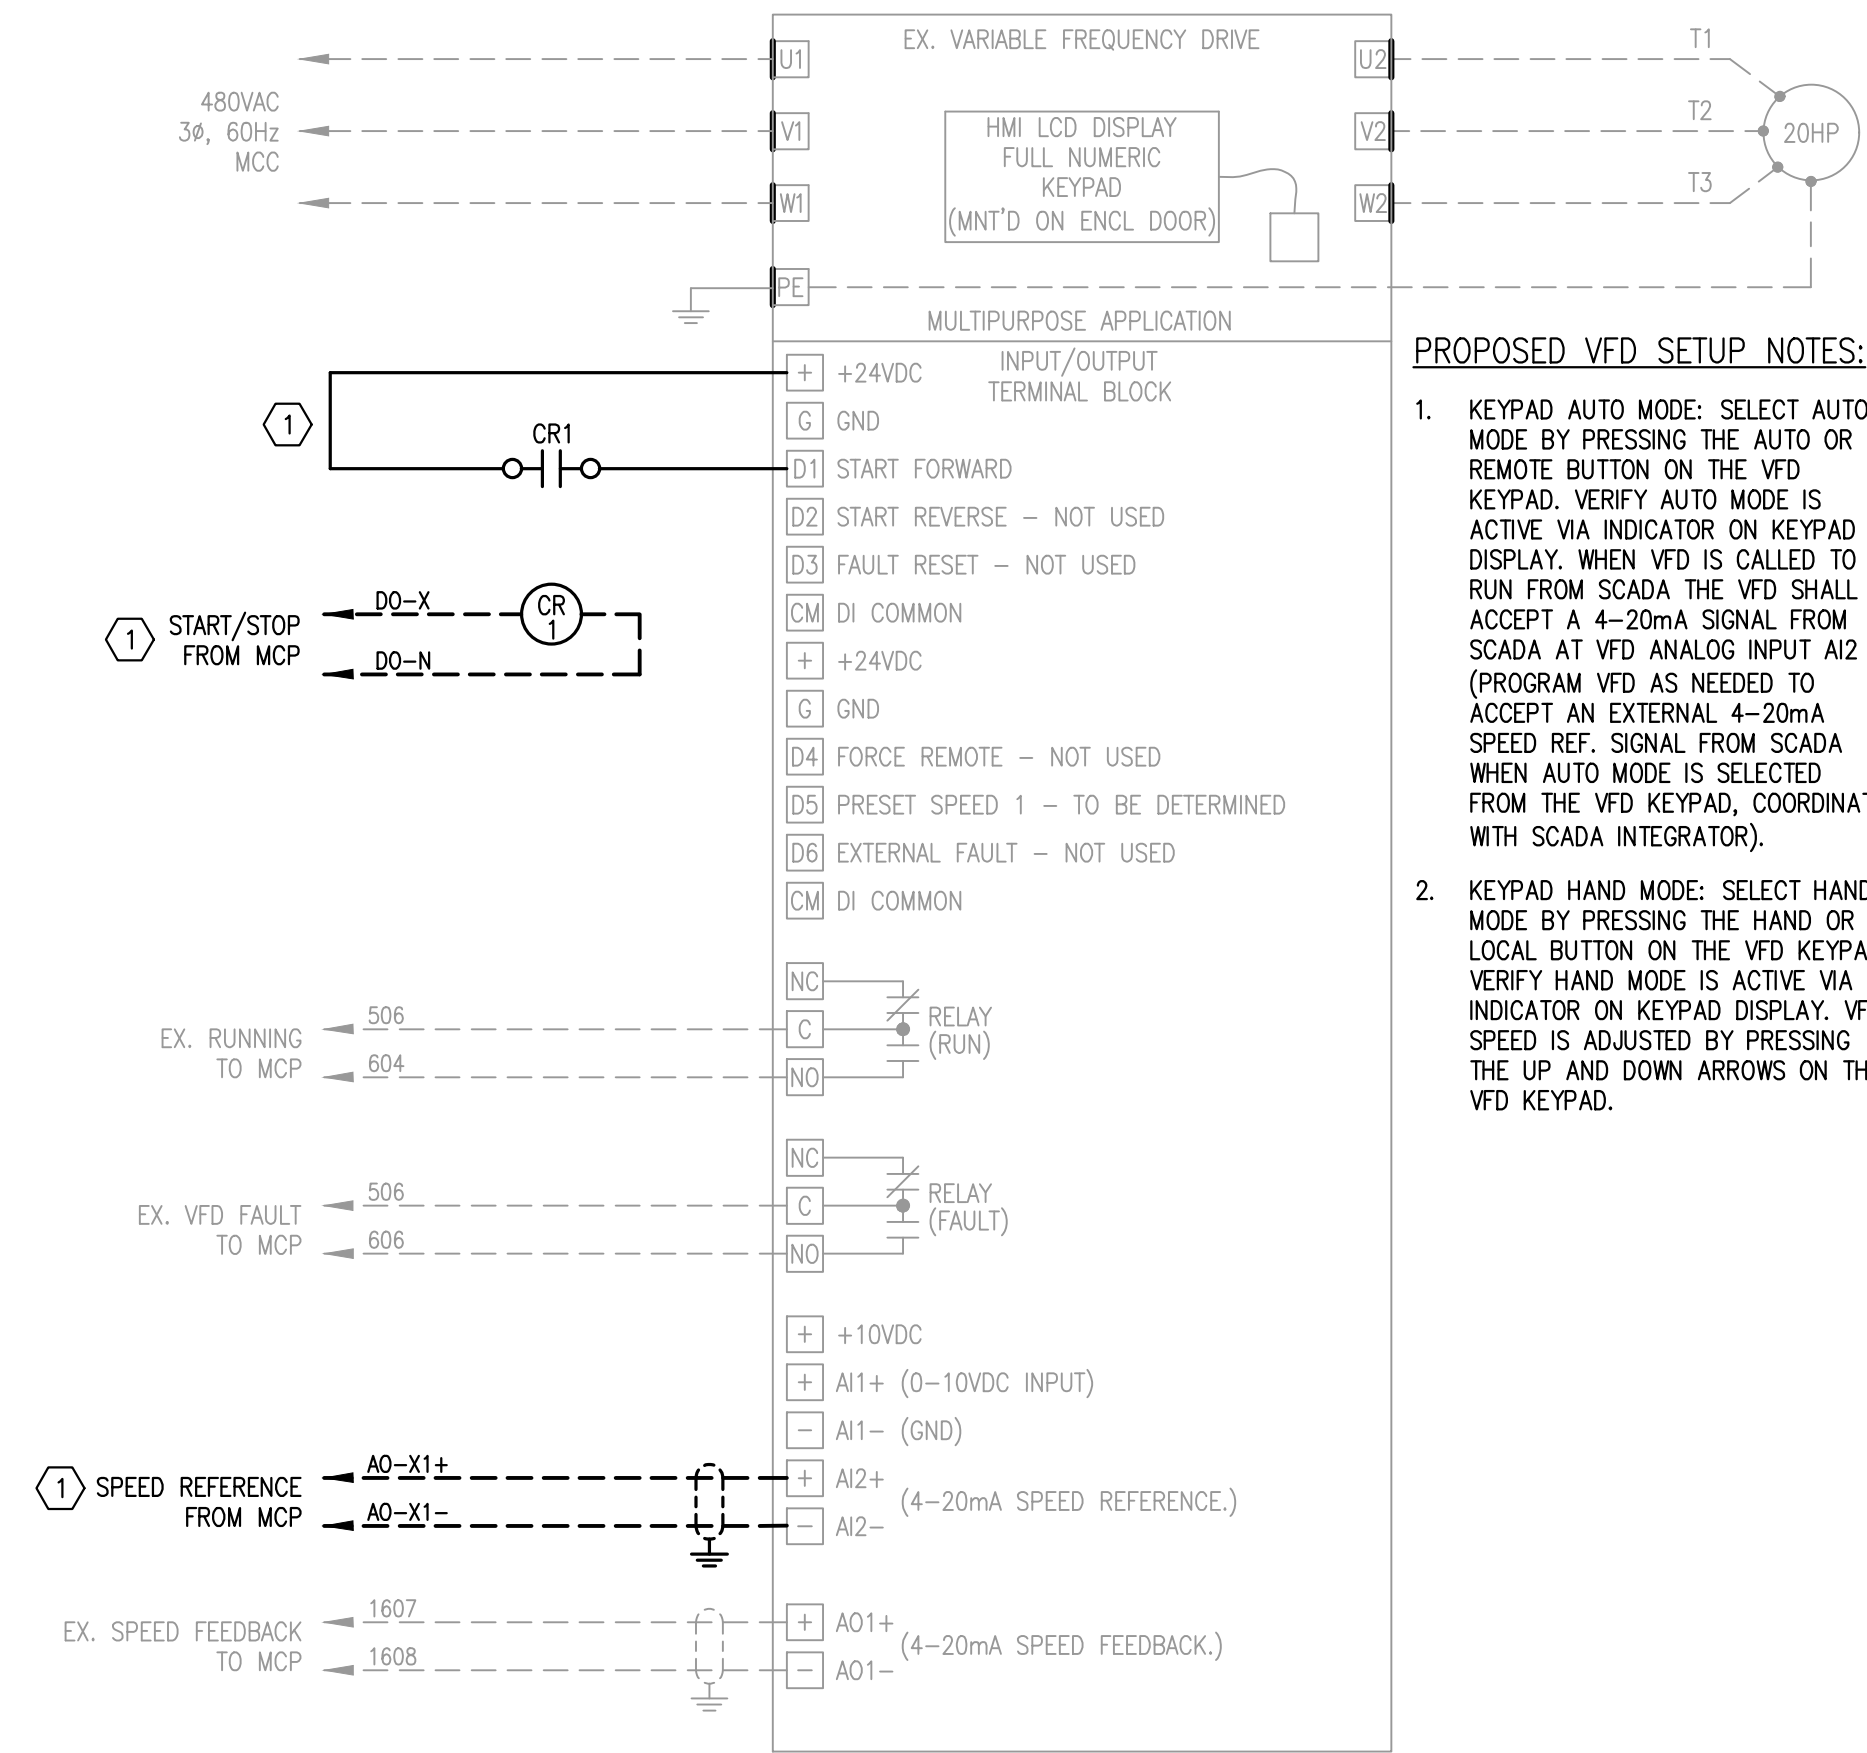 EX. VARIABLE FREQUENCY DRIVE
U1
U2
T1
480VAC
3ø, 60Hz
MCC
V1
V2
T2
20HP
HMI LCD DISPLAY
FULL NUMERIC
KEYPAD
(MNT'D ON ENCL DOOR)
W1
W2
T3
PE
MULTIPURPOSE APPLICATION
INPUT/OUTPUT
TERMINAL BLOCK
+ +24VDC
G GND
1
CR1
D1 START FORWARD
D2 START REVERSE – NOT USED
D3 FAULT RESET – NOT USED
CM DI COMMON
1 START/STOP
FROM MCP
DO-X
CR
1
DO-N
+ +24VDC
G GND
D4 FORCE REMOTE – NOT USED
D5 PRESET SPEED 1 – TO BE DETERMINED
D6 EXTERNAL FAULT – NOT USED
CM DI COMMON
EX. RUNNING
TO MCP
506
604
NC
C
NO
RELAY
(RUN)
EX. VFD FAULT
TO MCP
506
606
NC
C
NO
RELAY
(FAULT)
+ +10VDC
+ AI1+ (0-10VDC INPUT)
– AI1– (GND)
1 SPEED REFERENCE
FROM MCP
AO-X1+
AO-X1-
+ AI2+
– AI2–
(4-20mA SPEED REFERENCE.)
EX. SPEED FEEDBACK
TO MCP
1607
1608
+ AO1+
– AO1–
(4-20mA SPEED FEEDBACK.)
PROPOSED VFD SETUP NOTES:
1. KEYPAD AUTO MODE: SELECT AUTO
MODE BY PRESSING THE AUTO OR
REMOTE BUTTON ON THE VFD
KEYPAD. VERIFY AUTO MODE IS
ACTIVE VIA INDICATOR ON KEYPAD
DISPLAY. WHEN VFD IS CALLED TO
RUN FROM SCADA THE VFD SHALL
ACCEPT A 4-20mA SIGNAL FROM
SCADA AT VFD ANALOG INPUT AI2
(PROGRAM VFD AS NEEDED TO
ACCEPT AN EXTERNAL 4-20mA
SPEED REF. SIGNAL FROM SCADA
WHEN AUTO MODE IS SELECTED
FROM THE VFD KEYPAD, COORDINAT
WITH SCADA INTEGRATOR).
2. KEYPAD HAND MODE: SELECT HAND
MODE BY PRESSING THE HAND OR
LOCAL BUTTON ON THE VFD KEYPA
VERIFY HAND MODE IS ACTIVE VIA
INDICATOR ON KEYPAD DISPLAY. VF
SPEED IS ADJUSTED BY PRESSING
THE UP AND DOWN ARROWS ON TH
VFD KEYPAD.